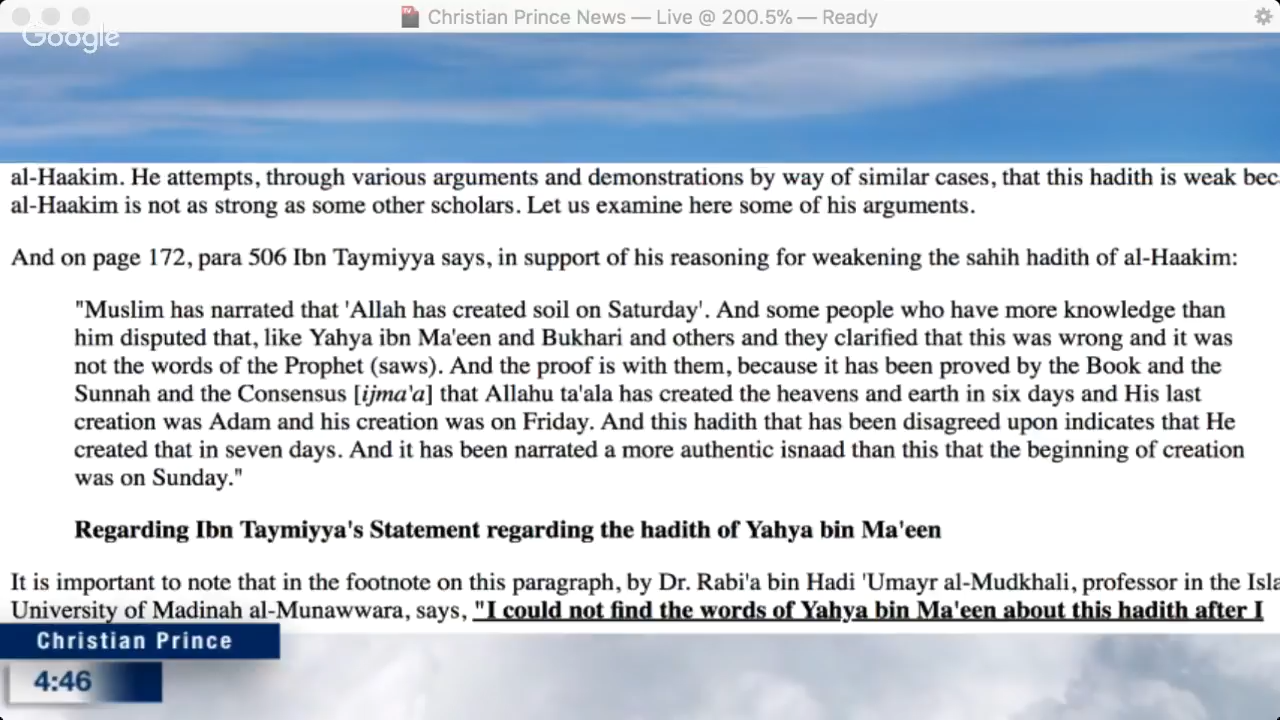 Christian Prince News — Live @ 200.5% — Ready
Google
al-Haakim. He attempts, through various arguments and demonstrations by way of similar cases, that this hadith is weak bec
al-Haakim is not as strong as some other scholars. Let us examine here some of his arguments.
And on page 172, para 506 Ibn Taymiyya says, in support of his reasoning for weakening the sahih hadith of al-Haakim:
"Muslim has narrated that 'Allah has created soil on Saturday'. And some people who have more knowledge than
him disputed that, like Yahya ibn Ma'een and Bukhari and others and they clarified that this was wrong and it was
not the words of the Prophet (saws). And the proof is with them, because it has been proved by the Book and the
Sunnah and the Consensus [ijma'a] that Allahu ta'ala has created the heavens and earth in six days and His last
creation was Adam and his creation was on Friday. And this hadith that has been disagreed upon indicates that He
created that in seven days. And it has been narrated a more authentic isnaad than this that the beginning of creation
was on Sunday."
Regarding Ibn Taymiyya's Statement regarding the hadith of Yahya bin Ma'een
It is important to note that in the footnote on this paragraph, by Dr. Rabi'a bin Hadi 'Umayr al-Mudkhali, professor in the Isla
University of Madinah al-Munawwara, says, "I could not find the words of Yahya bin Ma'een about this hadith after I
Christian Prince
4:46